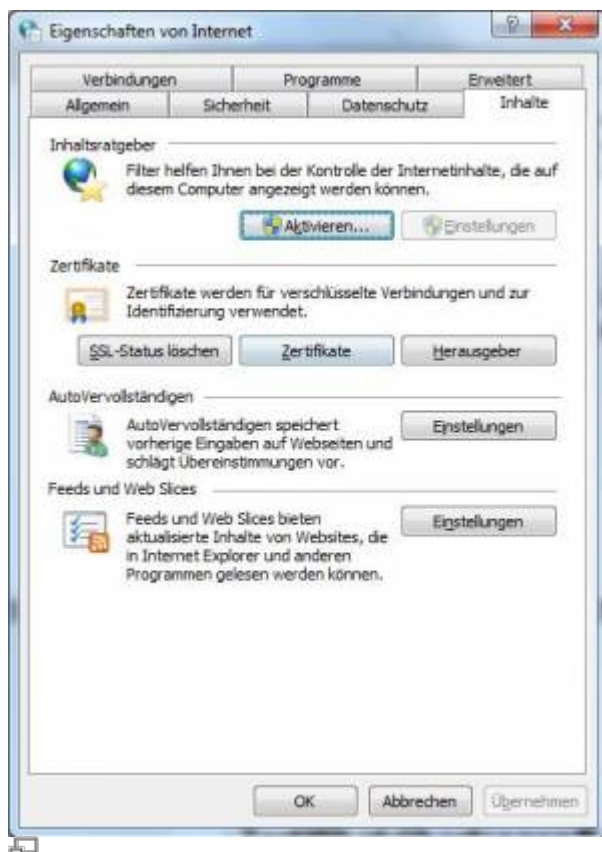 Eigenschaften von Internet
Verbindungen Programme Erweitert
Allgemein Sicherheit Datenschutz Inhalte
Inhaltsratgeber
Filter helfen Ihnen bei der Kontrolle der Internetinhalte, die auf
diesem Computer angezeigt werden können.
Aktivieren... Einstellungen
Zertifikate
Zertifikate werden für verschlüsselte Verbindungen und zur
Identifizierung verwendet.
SSL-Status löschen Zertifikate Herausgeber
AutoVervollständigen
AutoVervollständigen speichert
vorherige Eingaben auf Webseiten und
schlägt Übereinstimmungen vor.
Einstellungen
Feeds und Web Slices
Feeds und Web Slices bieten
aktualisierte Inhalte von Websites, die
in Internet Explorer und anderen
Programmen gelesen werden können.
Einstellungen
OK Abbrechen Übernehmen